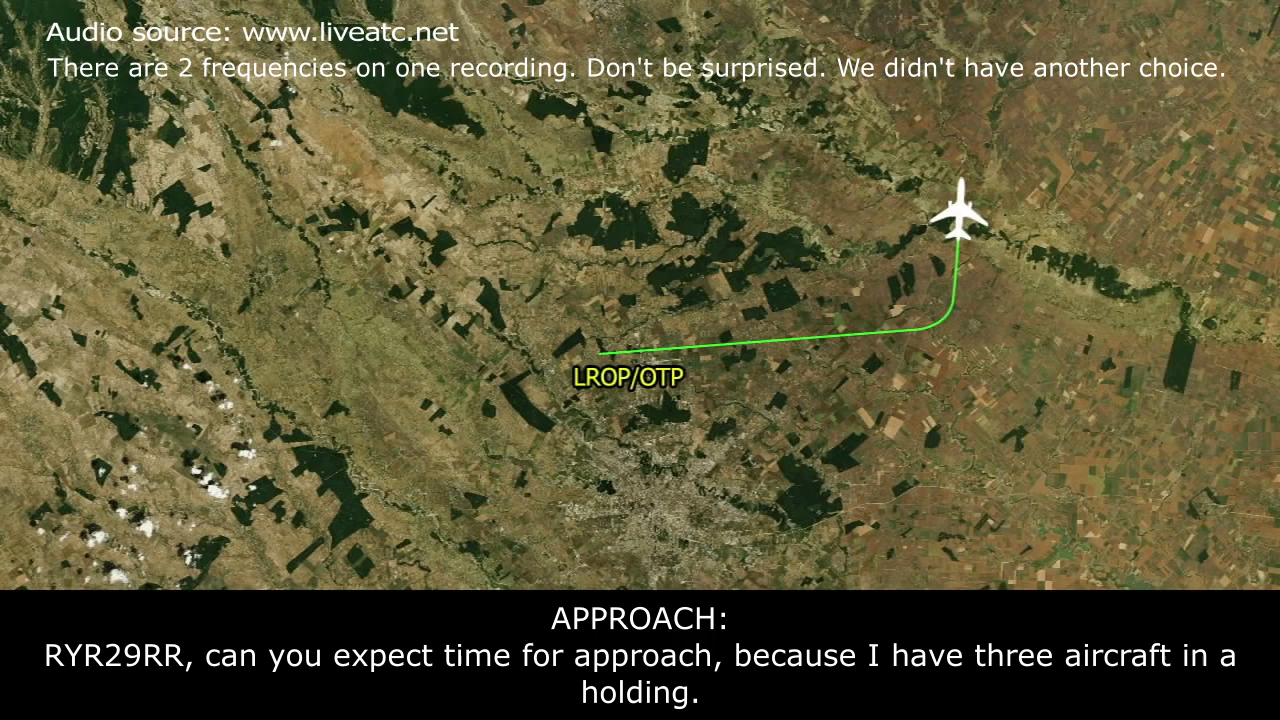 Audio source: www.liveatc.net
There are 2 frequencies on one recording. Don't be surprised. We didn't have another choice.
LROP/OTP
APPROACH:
RYR29RR, can you expect time for approach, because I have three aircraft in a
holding.